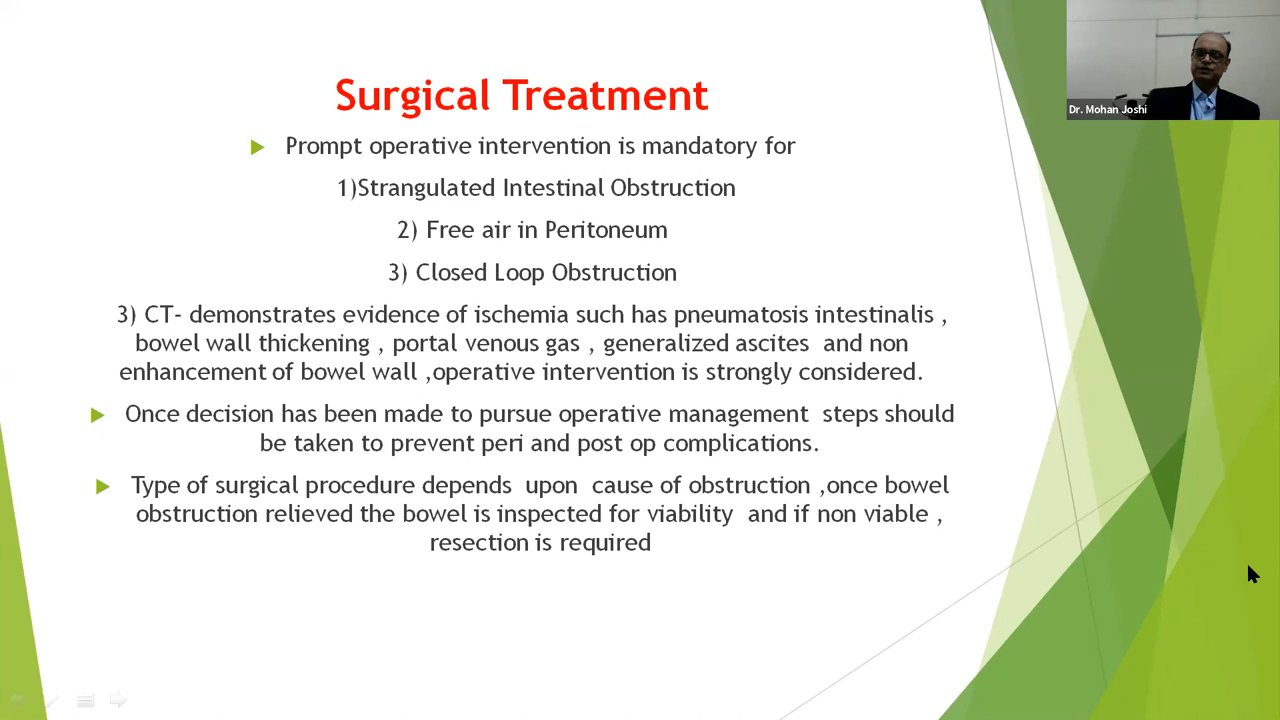 Surgical Treatment
Dr. Mohan Joshi
Prompt operative intervention is mandatory for
1)Strangulated Intestinal Obstruction
2) Free air in Peritoneum
3) Closed Loop Obstruction
3) CT- demonstrates evidence of ischemia such has pneumatosis intestinalis ,
bowel wall thickening , portal venous gas , generalized ascites and non
enhancement of bowel wall ,operative intervention is strongly considered.
Once decision has been made to pursue operative management steps should
be taken to prevent peri and post op complications.
Type of surgical procedure depends upon cause of obstruction ,once bowel
obstruction relieved the bowel is inspected for viability and if non viable ,
resection is required